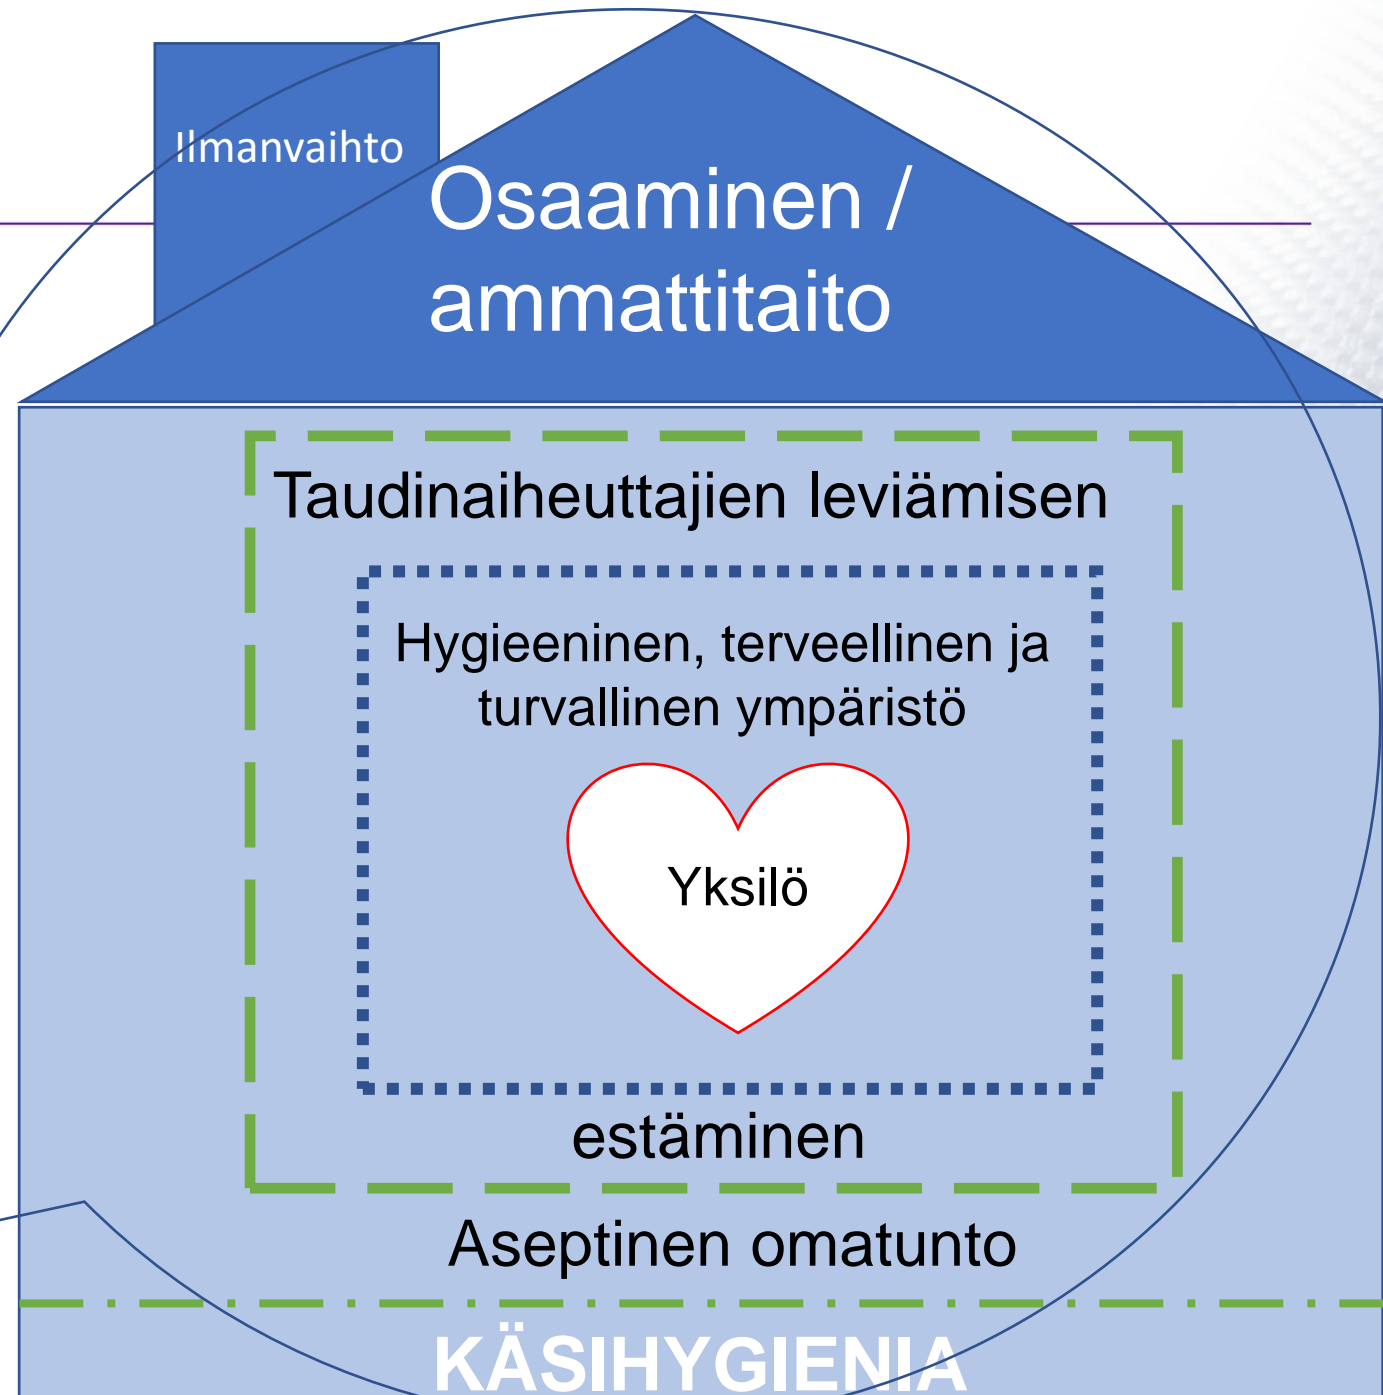 Ilmanvaihto
Osaaminen /
ammattitaito
Taudinaiheuttajien leviämisen
Hygieeninen, terveellinen ja
turvallinen ympäristö
Yksilö
estäminen
Aseptinen omatunto
KÄSIHYGIENIA